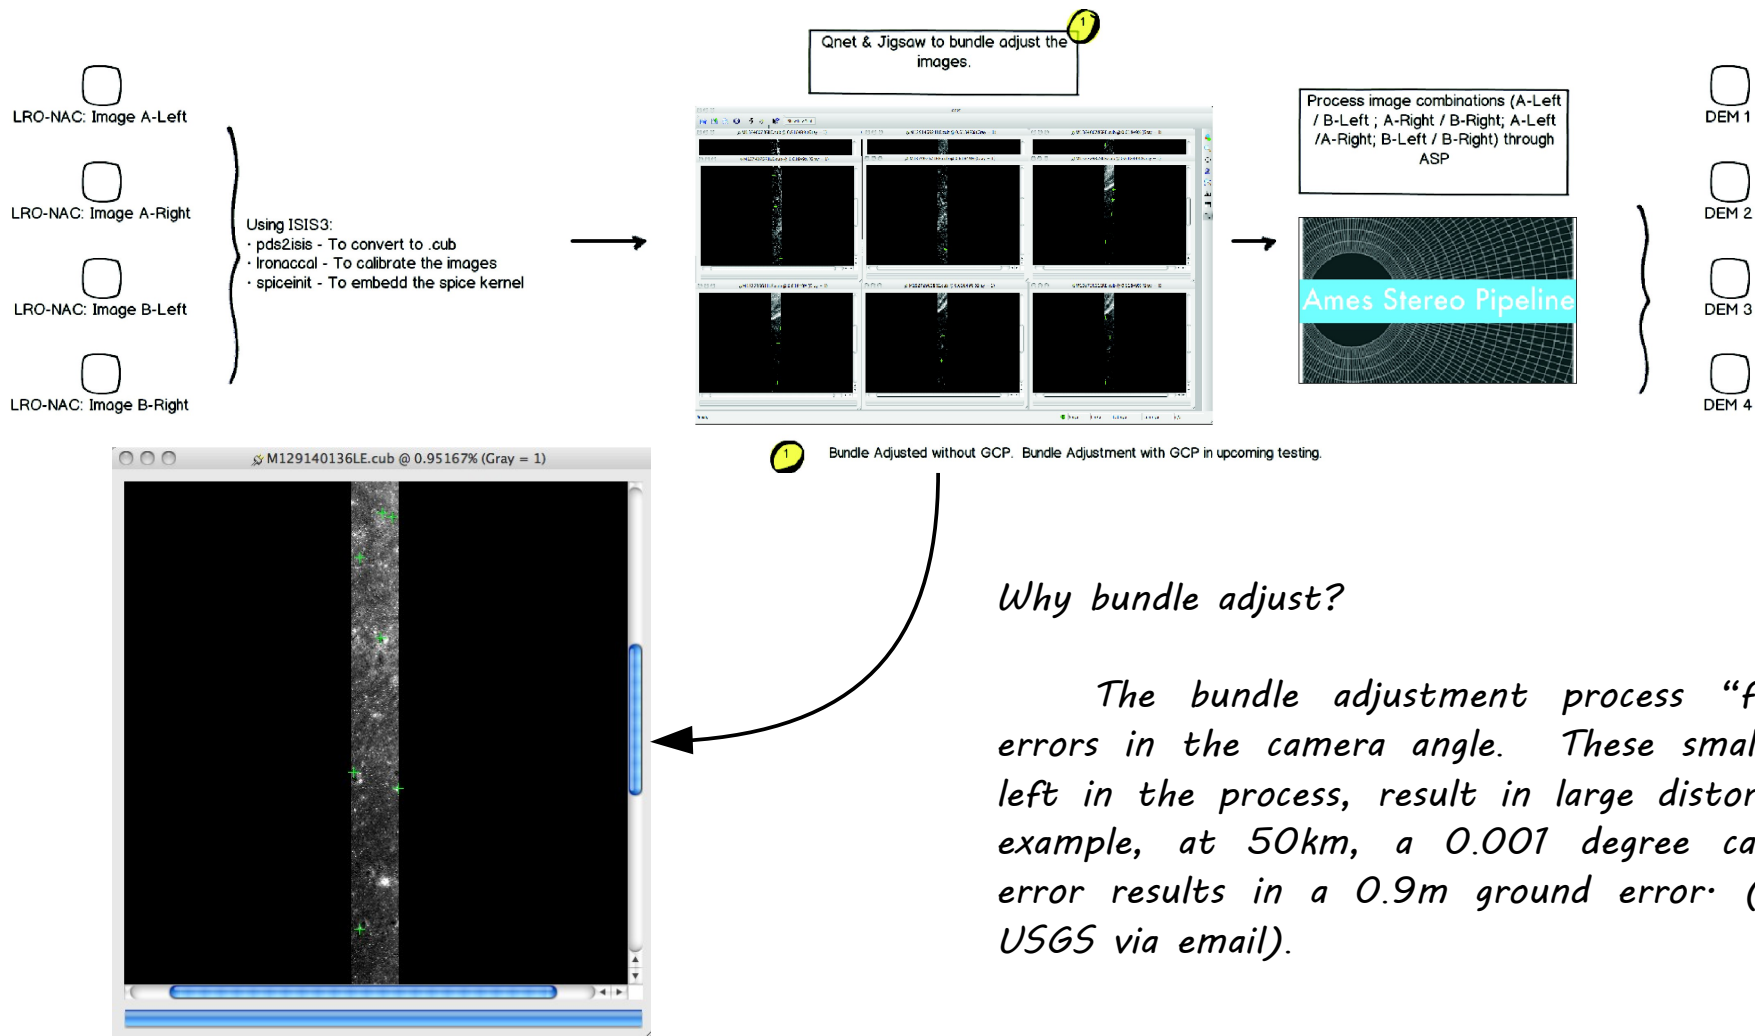 LRO-NAC: Image A-Left
LRO-NAC: Image A-Right
LRO-NAC: Image B-Left
LRO-NAC: Image B-Right
Using ISIS3:
· pds2isis - To convert to .cub
· lronaccal - To calibrate the images
· spiceinit - To embedd the spice kernel
1
Qnet & Jigsaw to bundle adjust the
images.
Process image combinations (A-Left
/ B-Left ; A-Right / B-Right; A-Left
/A-Right; B-Left / B-Right) through
ASP
Ames Stereo Pipeline
DEM 1
DEM 2
DEM 3
DEM 4
1
Bundle Adjusted without GCP. Bundle Adjustment with GCP in upcoming testing.
M129140136LE.cub @ 0.95167% (Gray = 1)
Why bundle adjust?
The bundle adjustment process “f
errors in the camera angle. These smal
left in the process, result in large distor
example, at 50km, a 0.001 degree ca
error results in a 0.9m ground error· (
USGS via email).